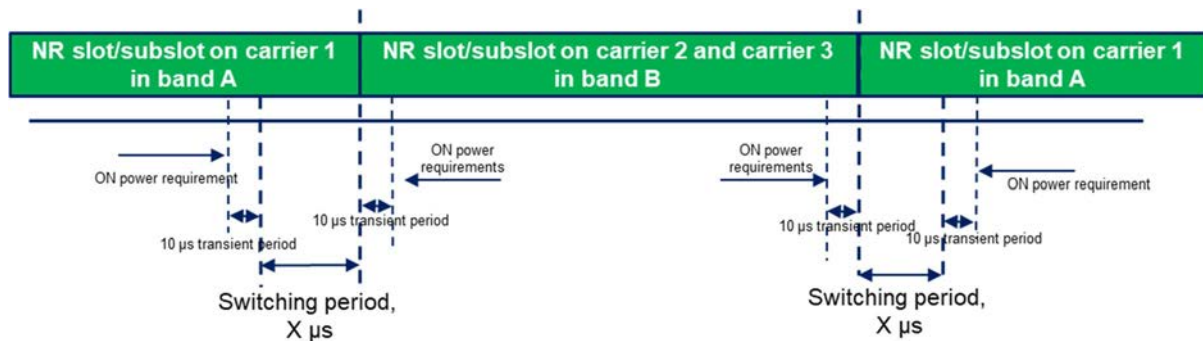 NR slot/subslot on carrier 1
in band A
NR slot/subslot on carrier 2 and carrier 3
in band B
NR slot/subslot on carrier 1
in band A
ON power requirement
ON power
requirements
ON power
requirements
ON power requirement
10 µs transient period
10 µs transient period
10 µs transient period
10 µs transient period
Switching period,
X µs
Switching period,
X µs